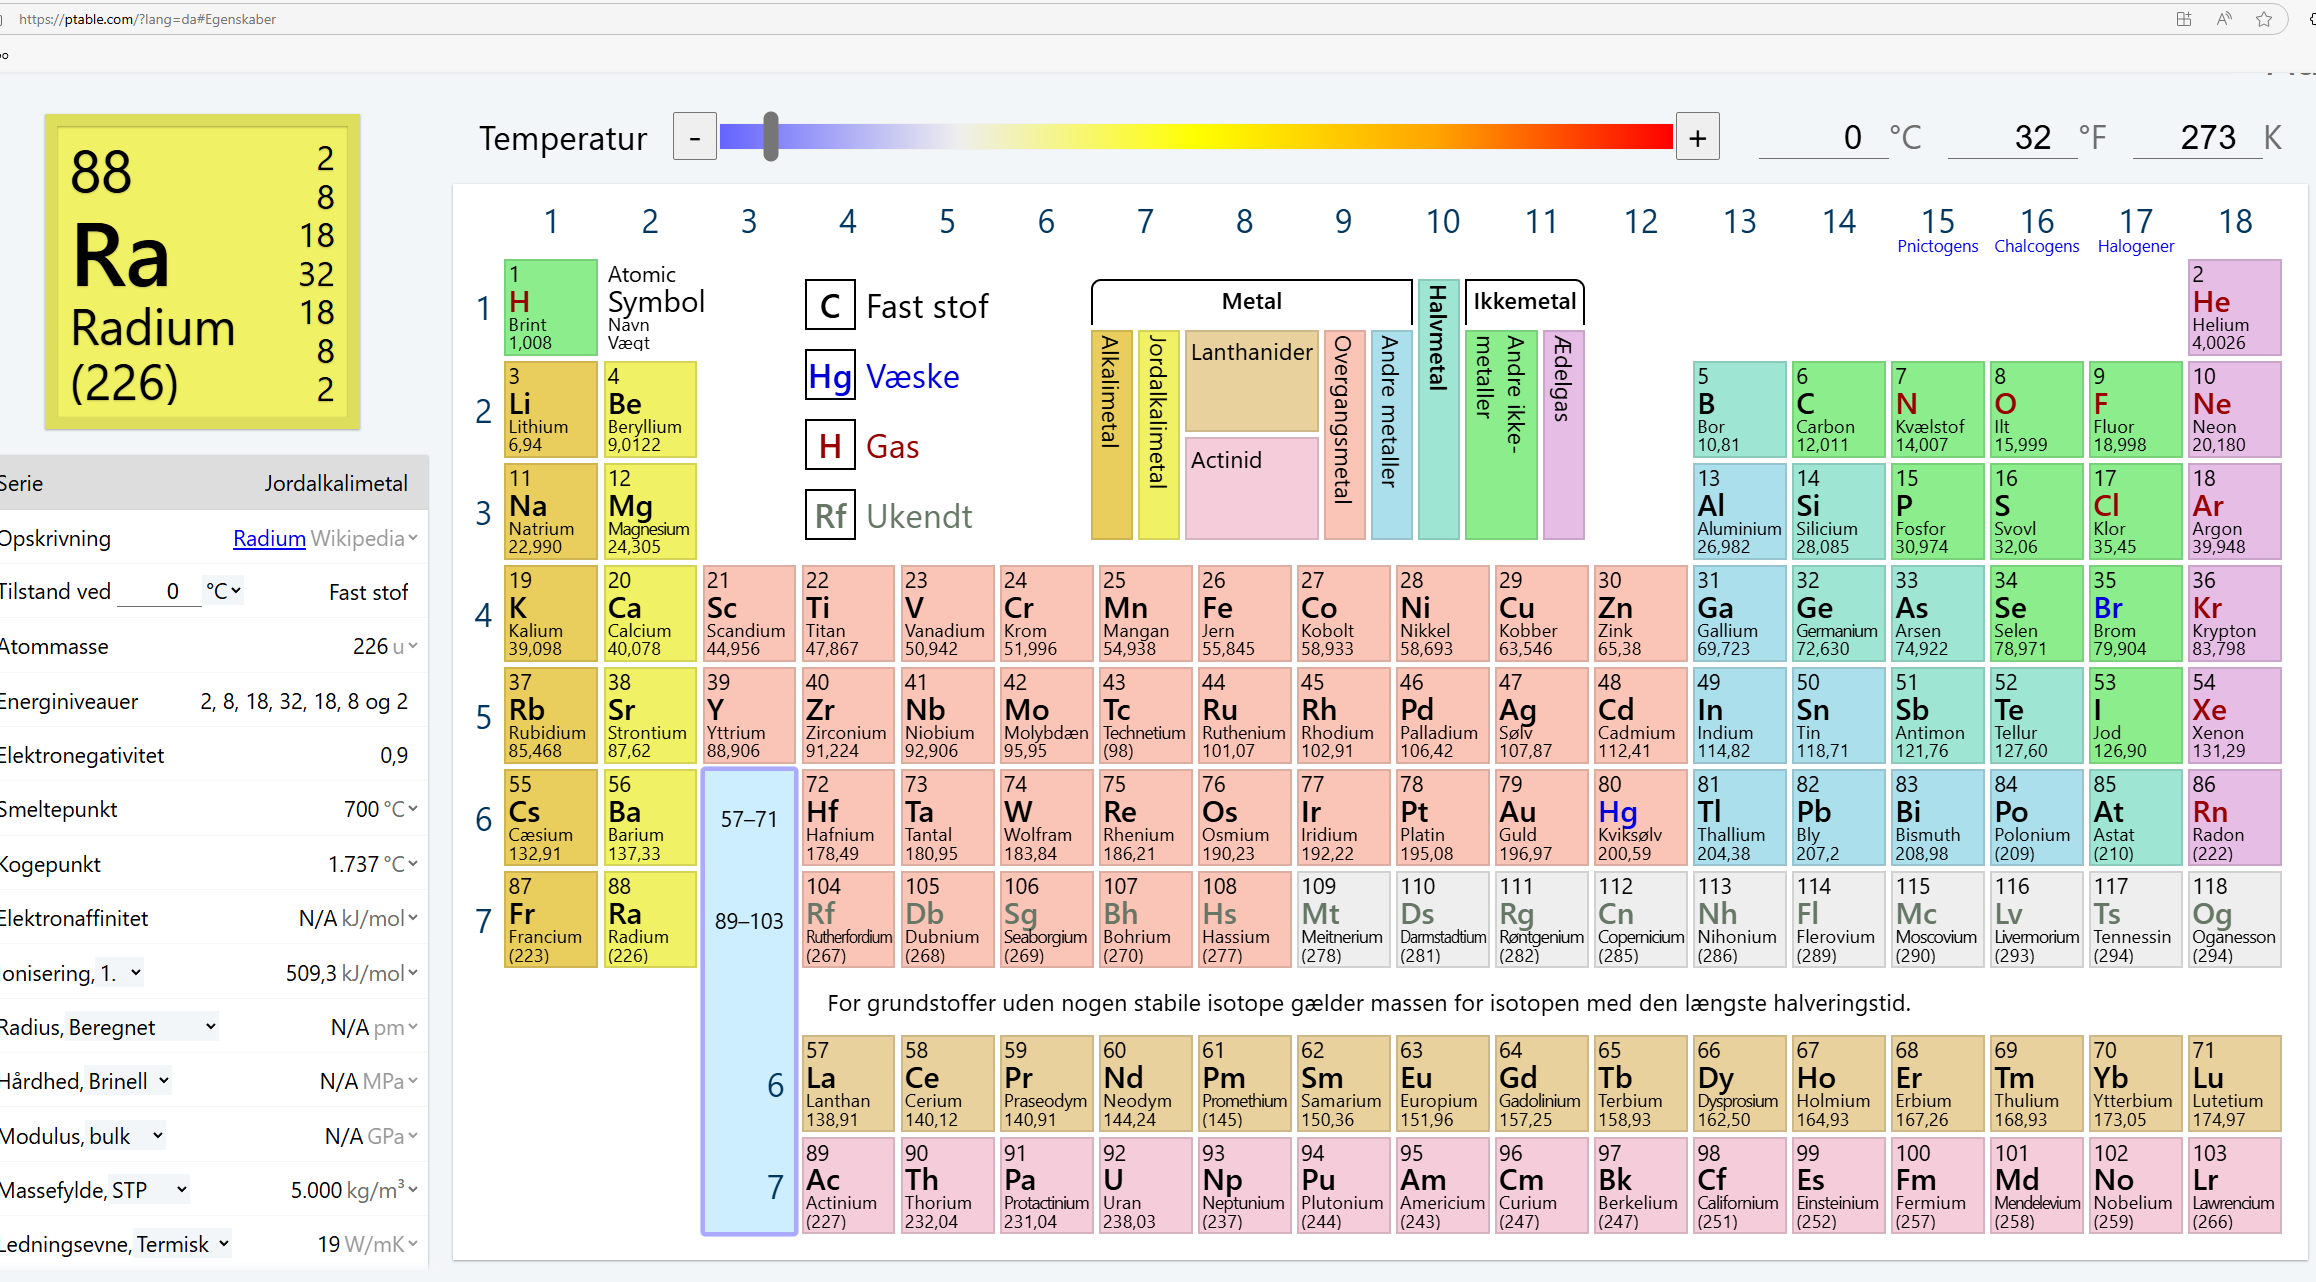 https://ptable.com/?lang=da#Egenskaber
88
Ra
Radium
(226)
2
8
18
32
18
8
2
Serie Jordalkalimetal
Opskrivning Radium Wikipedia
Tilstand ved 0 °C Fast stof
Atommasse 226 u
Energiniveauer 2, 8, 18, 32, 18, 8 og 2
Elektronegativitet 0,9
Smeltepunkt 700 °C
Kogepunkt 1.737 °C
Elektronaffinitet N/A kJ/mol
Ionisering, 1. 509,3 kJ/mol
Radius, Beregnet N/A pm
Hårdhed, Brinell N/A MPa
Modulus, bulk N/A GPa
Massefylde, STP 5.000 kg/m³
Ledningsevne, Termisk 19 W/mK
Temperatur - + 0 °C 32 °F 273 K
1 2 3 4 5 6 7 8 9 10 11 12 13 14 15 16 17 18
Pnictogens Chalcogens Halogener
Atomic
Symbol
Navn
Vægt
C Fast stof
Hg Væske
H Gas
Rf Ukendt
Metal
Halvmetal
Ikkemetal
Alkalimetal
Jordalkalimetal
Lanthanider
Actinid
Overgangsmetal
Andre metaller
Andre ikke-
metaller
Ædelgas
1
1 2
H He
Brint Helium
1,008 4,0026
2
3 4 5 6 7 8 9 10
Li Be B C N O F Ne
Lithium Beryllium Bor Carbon Kvælstof Ilt Fluor Neon
6,94 9,0122 10,81 12,011 14,007 15,999 18,998 20,180
3
11 12 13 14 15 16 17 18
Na Mg Al Si P S Cl Ar
Natrium Magnesium Aluminium Silicium Fosfor Svovl Klor Argon
22,990 24,305 26,982 28,085 30,974 32,06 35,45 39,948
4
19 20 21 22 23 24 25 26 27 28 29 30 31 32 33 34 35 36
K Ca Sc Ti V Cr Mn Fe Co Ni Cu Zn Ga Ge As Se Br Kr
Kalium Calcium Scandium Titan Vanadium Krom Mangan Jern Kobolt Nikkel Kobber Zink Gallium Germanium Arsen Selen Brom Krypton
39,098 40,078 44,956 47,867 50,942 51,996 54,938 55,845 58,933 58,693 63,546 65,38 69,723 72,630 74,922 78,971 79,904 83,798
5
37 38 39 40 41 42 43 44 45 46 47 48 49 50 51 52 53 54
Rb Sr Y Zr Nb Mo Tc Ru Rh Pd Ag Cd In Sn Sb Te I Xe
Rubidium Strontium Yttrium Zirconium Niobium Molybdæn Technetium Ruthenium Rhodium Palladium Sølv Cadmium Indium Tin Antimon Tellur Jod Xenon
85,468 87,62 88,906 91,224 92,906 95,95 (98) 101,07 102,91 106,42 107,87 112,41 114,82 118,71 121,76 127,60 126,90 131,29
6
55 56 57–71 72 73 74 75 76 77 78 79 80 81 82 83 84 85 86
Cs Ba Hf Ta W Re Os Ir Pt Au Hg Tl Pb Bi Po At Rn
Cæsium Barium Hafnium Tantal Wolfram Rhenium Osmium Iridium Platin Guld Kviksølv Thallium Bly Bismuth Polonium Astat Radon
132,91 137,33 178,49 180,95 183,84 186,21 190,23 192,22 195,08 196,97 200,59 204,38 207,2 208,98 (209) (210) (222)
7
87 88 89–103 104 105 106 107 108 109 110 111 112 113 114 115 116 117 118
Fr Ra Rf Db Sg Bh Hs Mt Ds Rg Cn Nh Fl Mc Lv Ts Og
Francium Radium Rutherfordium Dubnium Seaborgium Bohrium Hassium Meitnerium Darmstadtium Røntgenium Copernicium Nihonium Flerovium Moscovium Livermorium Tennessin Oganesson
(223) (226) (267) (268) (269) (270) (277) (278) (281) (282) (285) (286) (289) (290) (293) (294) (294)
For grundstoffer uden nogen stabile isotope gælder massen for isotopen med den længste halveringstid.
6
57 58 59 60 61 62 63 64 65 66 67 68 69 70 71
La Ce Pr Nd Pm Sm Eu Gd Tb Dy Ho Er Tm Yb Lu
Lanthan Cerium Praseodym Neodym Promethium Samarium Europium Gadolinium Terbium Dysprosium Holmium Erbium Thulium Ytterbium Lutetium
138,91 140,12 140,91 144,24 (145) 150,36 151,96 157,25 158,93 162,50 164,93 167,26 168,93 173,05 174,97
7
89 90 91 92 93 94 95 96 97 98 99 100 101 102 103
Ac Th Pa U Np Pu Am Cm Bk Cf Es Fm Md No Lr
Actinium Thorium Protactinium Uran Neptunium Plutonium Americium Curium Berkelium Californium Einsteinium Fermium Mendelevium Nobelium Lawrencium
(227) 232,04 231,04 238,03 (237) (244) (243) (247) (247) (251) (252) (257) (258) (259) (266)